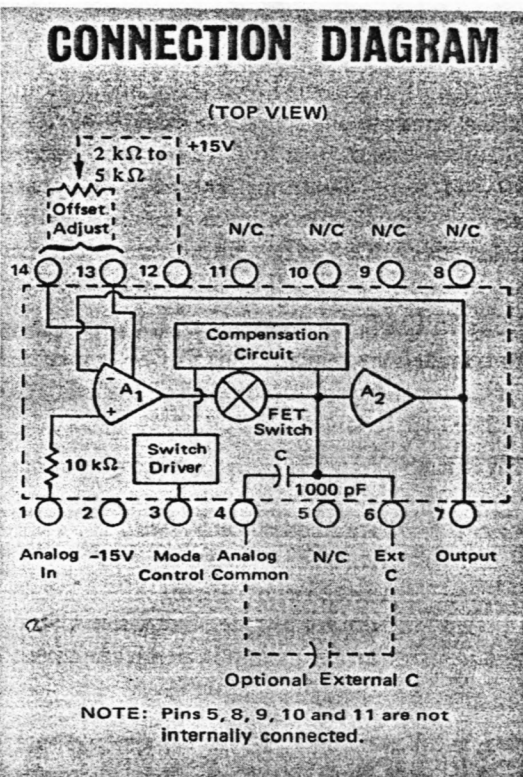 CONNECTION DIAGRAM
(TOP VIEW)
2 kΩ to +15V
5 kΩ
Offset
Adjust N/C N/C N/C N/C
14 13 12 11 10 9 8
Compensation
Circuit
- A1 A2
+ FET
Switch
Switch
Driver
10 kΩ C
1000 pF
1 2 3 4 5 6 7
Analog -15V Mode Analog N/C Ext Output
In Control Common C
Optional External C
NOTE: Pins 5, 8, 9, 10 and 11 are not
internally connected.